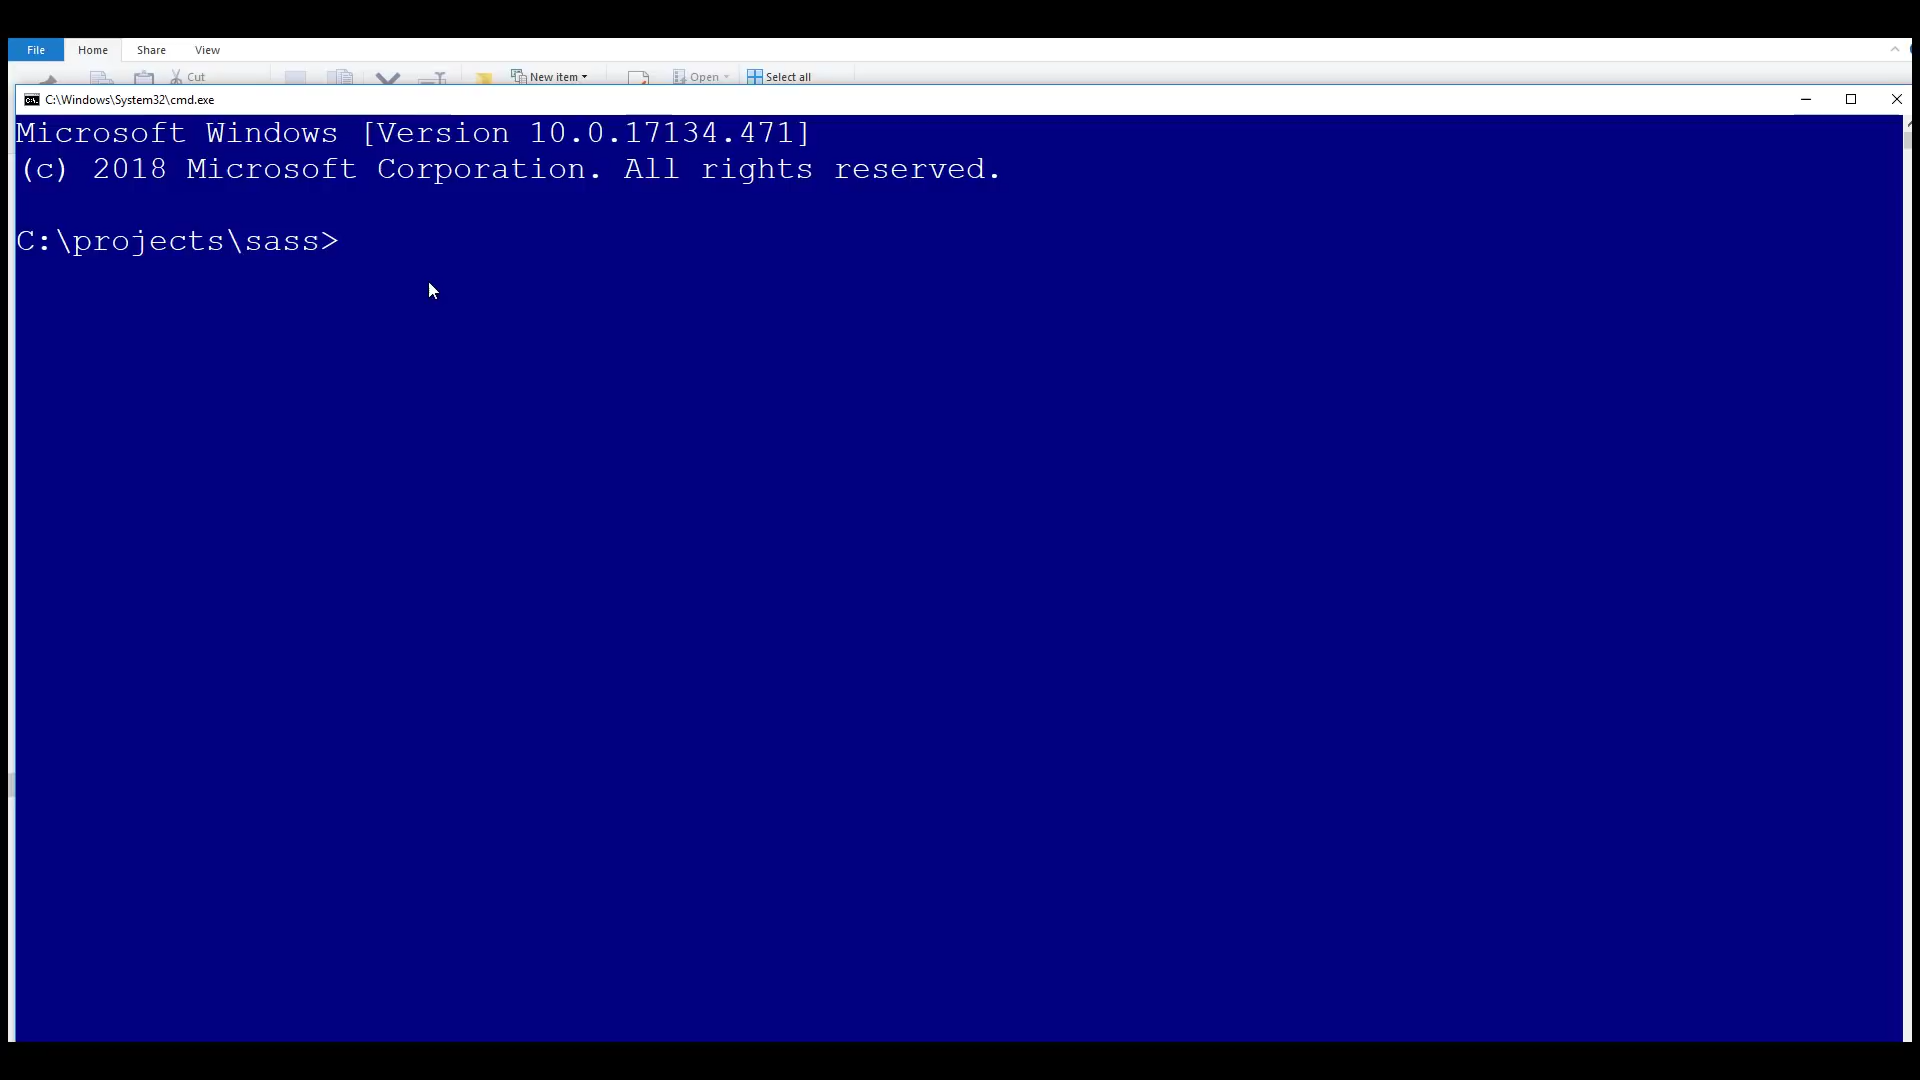 File Home Share View
Cut New item Open Select all
C:\Windows\System32\cmd.exe
Microsoft Windows [Version 10.0.17134.471]
(c) 2018 Microsoft Corporation. All rights reserved.
C:\projects\sass>